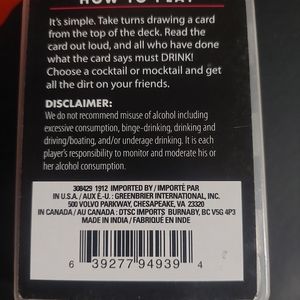 HOW TO PLAY
It's simple. Take turns drawing a card
from the top of the deck. Read the
card out loud, and all who have done
what the card says must DRINK!
Choose a cocktail or mocktail and get
all the dirt on your friends.
DISCLAIMER:
We do not recommend misuse of alcohol including
excessive consumption, binge-drinking, drinking and
driving/boating, and/or underage drinking. It is each
player's responsibility to monitor and moderate his or
her alcohol consumption.
308429 1912 IMPORTED BY / IMPORTÉ PAR
IN U.S.A. / AUX É.-U. : GREENBRIER INTERNATIONAL, INC.
500 VOLVO PARKWAY, CHESAPEAKE, VA 23320
IN CANADA / AU CANADA : DTSC IMPORTS BURNABY, BC V5G 4P3
MADE IN INDIA / FABRIQUÉ EN INDE
6 39277 94939 4